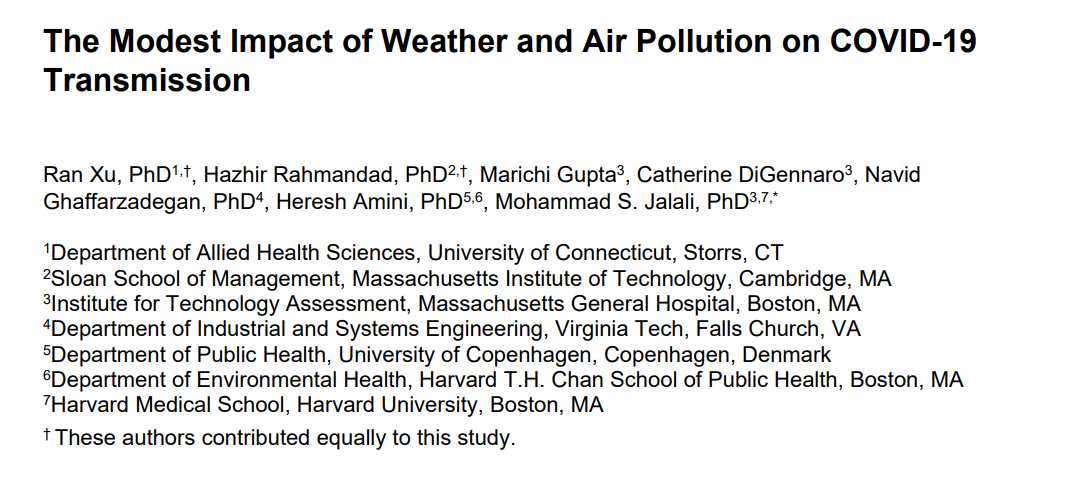 The Modest Impact of Weather and Air Pollution on COVID-19
Transmission
Ran Xu, PhD1,†, Hazhir Rahmandad, PhD2,†, Marichi Gupta3, Catherine DiGennaro3, Navid
Ghaffarzadegan, PhD4, Heresh Amini, PhD5,6, Mohammad S. Jalali, PhD3,7,*
1Department of Allied Health Sciences, University of Connecticut, Storrs, CT
2Sloan School of Management, Massachusetts Institute of Technology, Cambridge, MA
3Institute for Technology Assessment, Massachusetts General Hospital, Boston, MA
4Department of Industrial and Systems Engineering, Virginia Tech, Falls Church, VA
5Department of Public Health, University of Copenhagen, Copenhagen, Denmark
6Department of Environmental Health, Harvard T.H. Chan School of Public Health, Boston, MA
7Harvard Medical School, Harvard University, Boston, MA
† These authors contributed equally to this study.